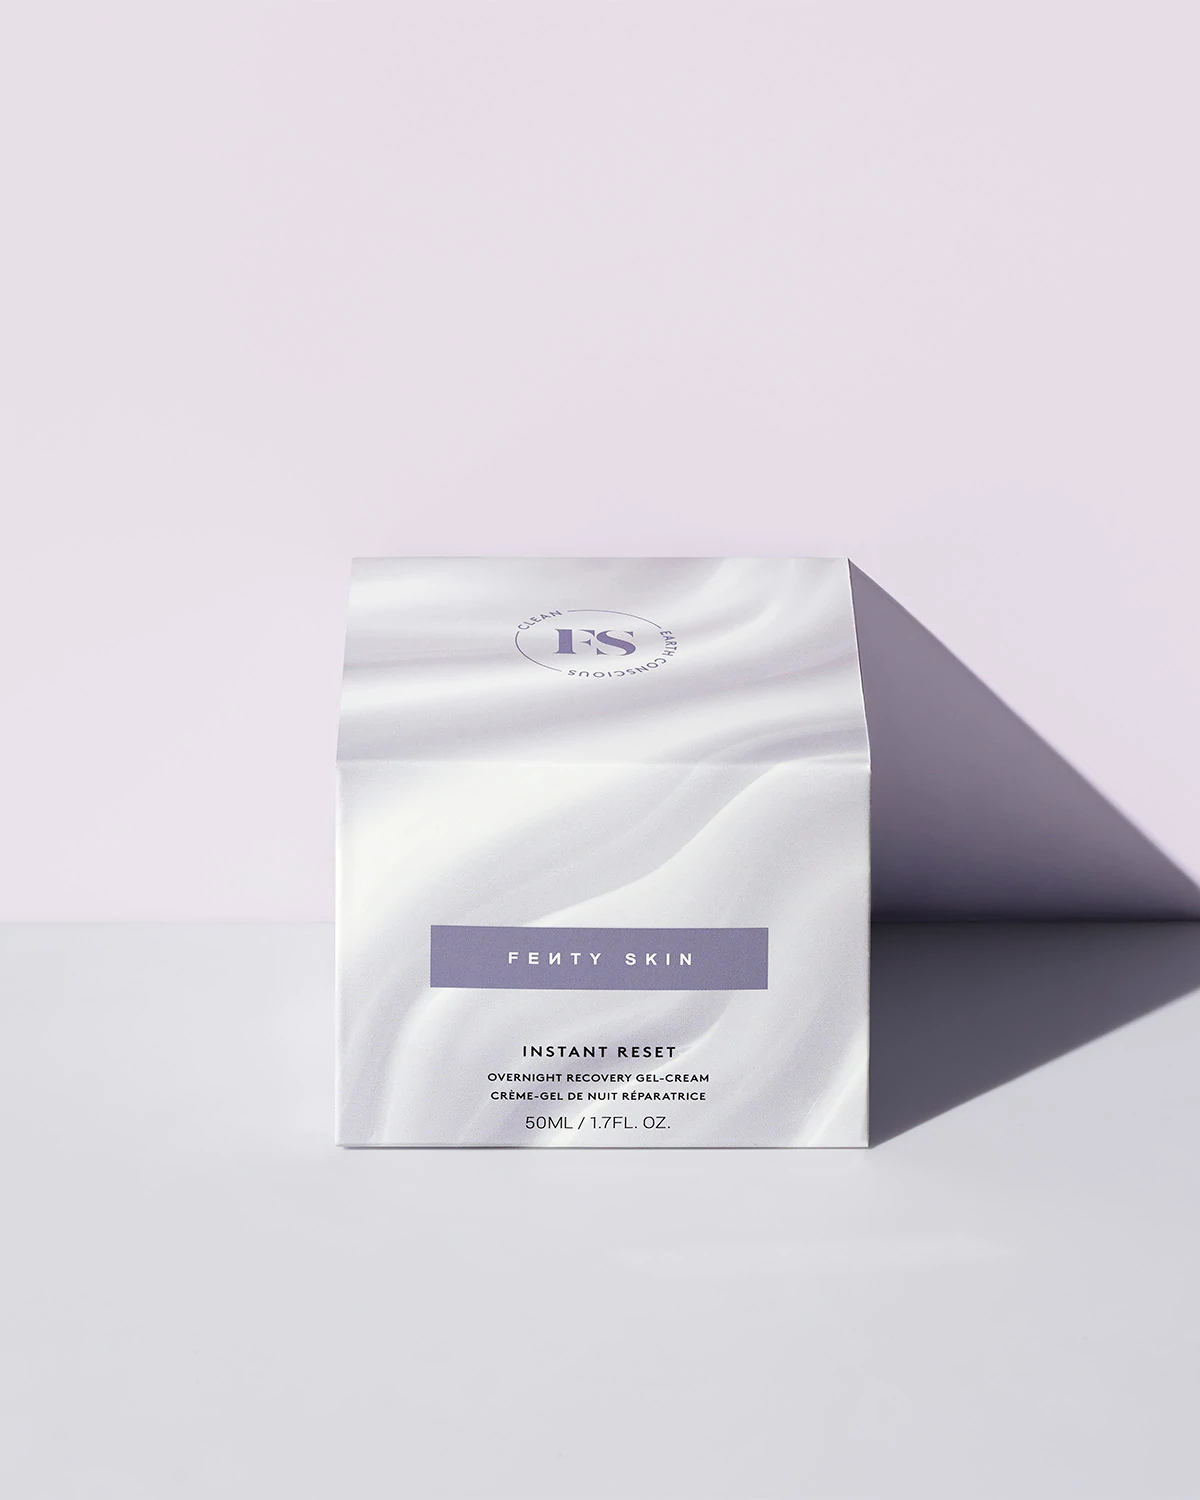 CLEAN
FS
EARTH CONSCIOUS
FEИTY SKIN
INSTANT RESET
OVERNIGHT RECOVERY GEL-CREAM
CRÈME-GEL DE NUIT RÉPARATRICE
50ML / 1.7FL. OZ.